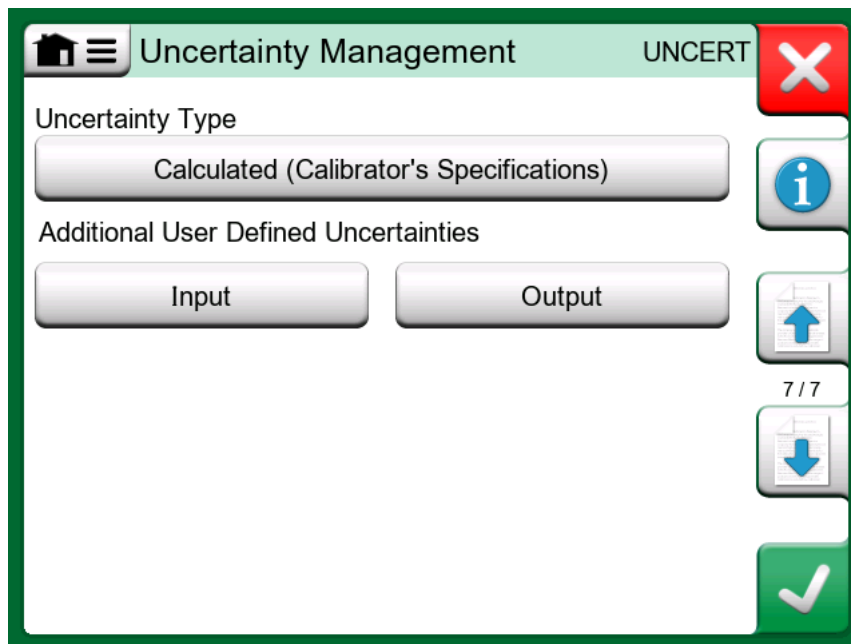 Uncertainty Management UNCERT
Uncertainty Type
Calculated (Calibrator's Specifications)
Additional User Defined Uncertainties
Input Output
7 / 7